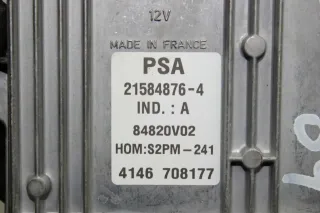 12V
MADE IN FRANCE
PSA
21584876-4
IND. : A
84820V02
HOM:S2PM-241
4146 708177